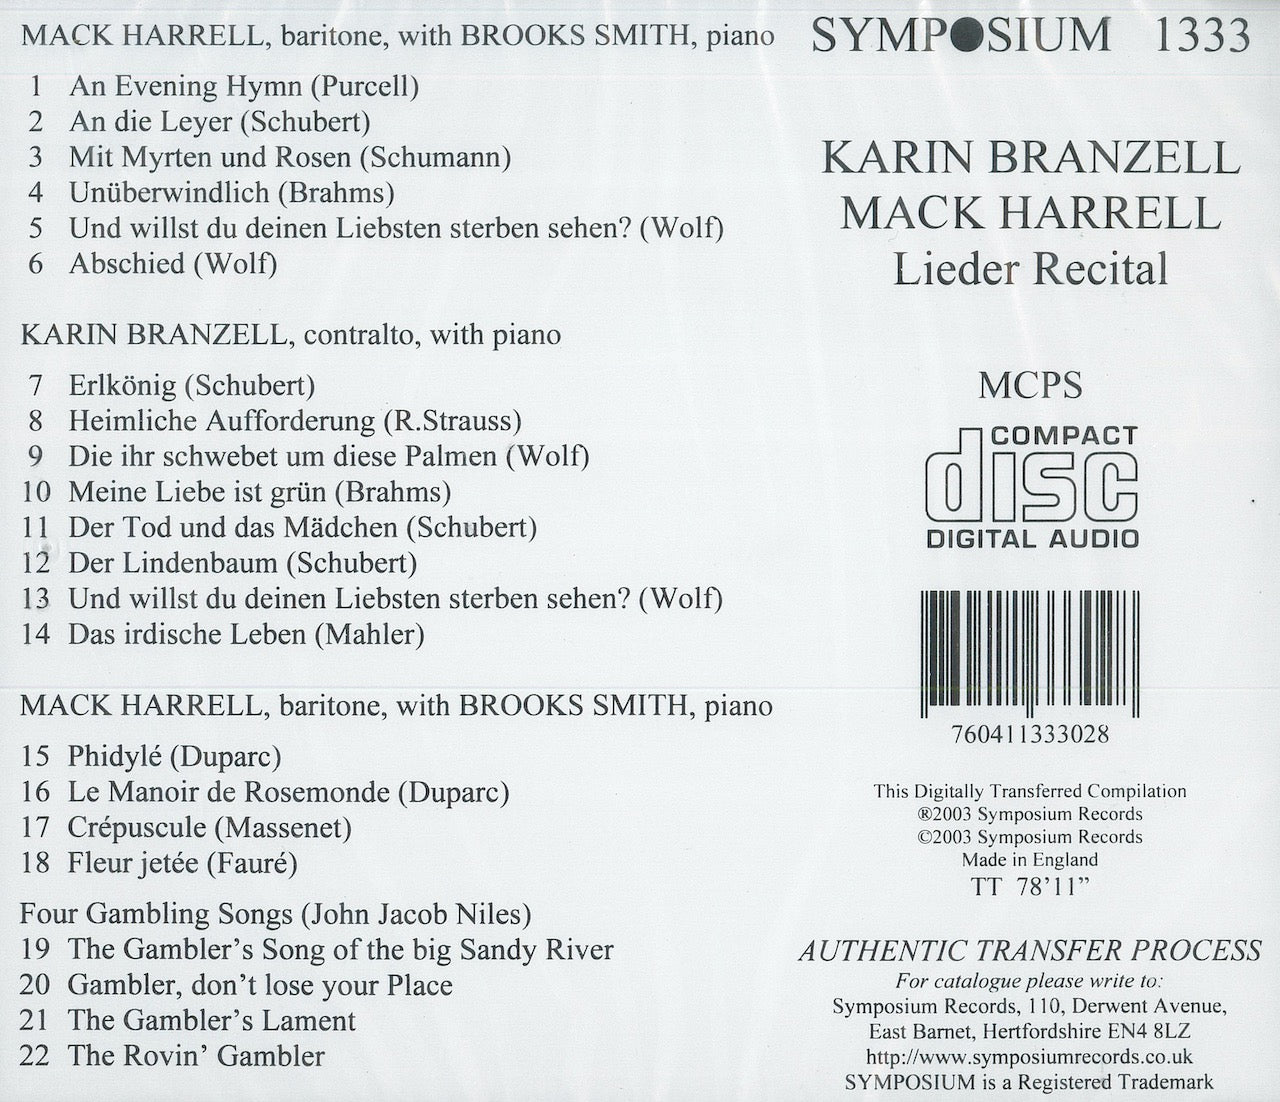 MACK HARRELL, baritone, with BROOKS SMITH, piano
1 An Evening Hymn (Purcell)
2 An die Leyer (Schubert)
3 Mit Myrten und Rosen (Schumann)
4 Unüberwindlich (Brahms)
5 Und willst du deinen Liebsten sterben sehen? (Wolf)
6 Abschied (Wolf)
KARIN BRANZELL, contralto, with piano
7 Erlkönig (Schubert)
8 Heimliche Aufforderung (R.Strauss)
9 Die ihr schwebet um diese Palmen (Wolf)
10 Meine Liebe ist grün (Brahms)
11 Der Tod und das Mädchen (Schubert)
12 Der Lindenbaum (Schubert)
13 Und willst du deinen Liebsten sterben sehen? (Wolf)
14 Das irdische Leben (Mahler)
MACK HARRELL, baritone, with BROOKS SMITH, piano
15 Phidylé (Duparc)
16 Le Manoir de Rosemonde (Duparc)
17 Crépuscule (Massenet)
18 Fleur jetée (Fauré)
Four Gambling Songs (John Jacob Niles)
19 The Gambler’s Song of the big Sandy River
20 Gambler, don’t lose your Place
21 The Gambler’s Lament
22 The Rovin’ Gambler
SYMPOSIUM 1333
KARIN BRANZELL
MACK HARRELL
Lieder Recital
MCPS
COMPACT
disc
DIGITAL AUDIO
760411333028
This Digitally Transferred Compilation
®2003 Symposium Records
©2003 Symposium Records
Made in England
TT 78’11”
AUTHENTIC TRANSFER PROCESS
For catalogue please write to:
Symposium Records, 110, Derwent Avenue,
East Barnet, Hertfordshire EN4 8LZ
http://www.symposiumrecords.co.uk
SYMPOSIUM is a Registered Trademark